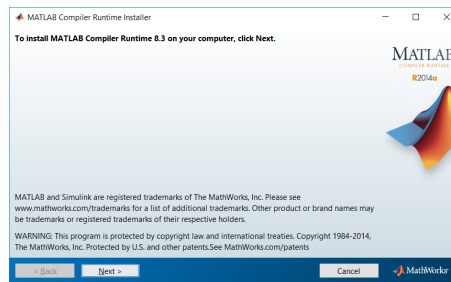 MATLAB Compiler Runtime Installer
To install MATLAB Compiler Runtime 8.3 on your computer, click Next.
MATLAB
COMPILER RUNTIME
R2014a
MATLAB and Simulink are registered trademarks of The MathWorks, Inc. Please see
www.mathworks.com/trademarks for a list of additional trademarks. Other product or brand names may
be trademarks or registered trademarks of their respective holders.
WARNING: This program is protected by copyright law and international treaties. Copyright 1984-2014,
The MathWorks, Inc. Protected by U.S. and other patents.See MathWorks.com/patents
< Back Next > Cancel MathWorks